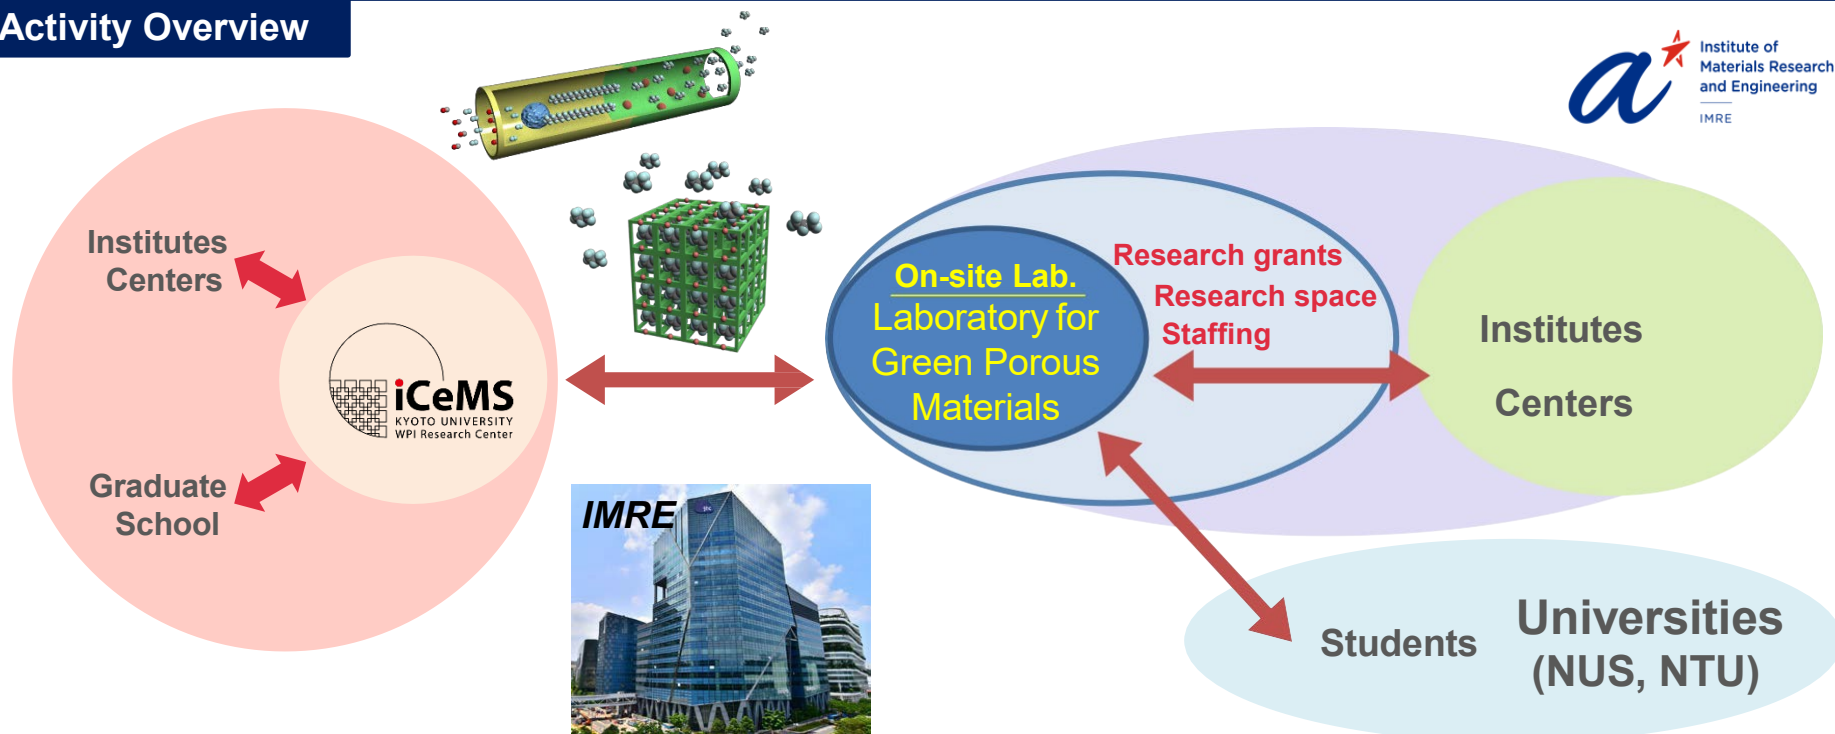 Activity Overview
Institute of
Materials Research
and Engineering
IMRE
Institutes
Centers
iCeMS
KYOTO UNIVERSITY
WPI Research Center
Graduate
School
On-site Lab.
Laboratory for
Green Porous
Materials
Research grants
Research space
Staffing
Institutes
Centers
IMRE
Students
Universities
(NUS, NTU)